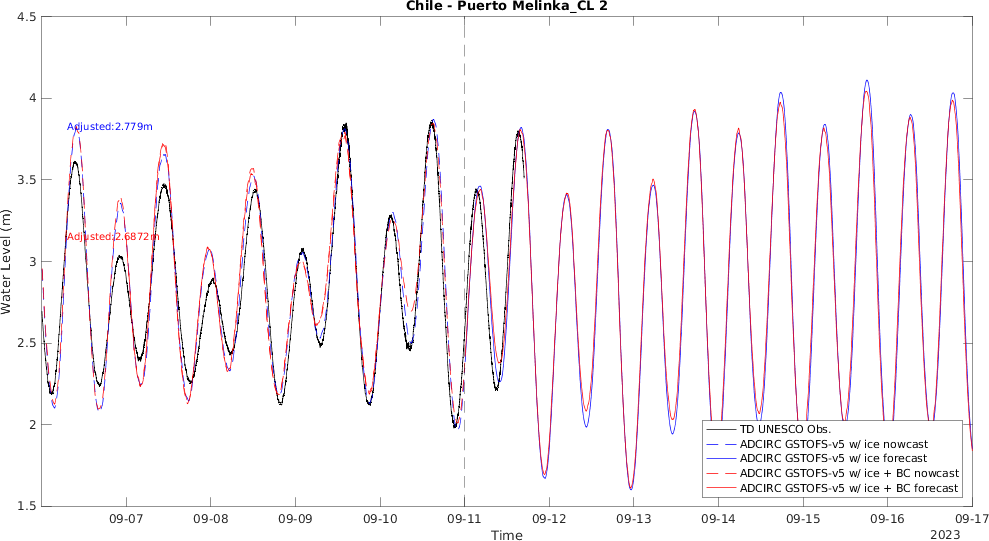 Chile - Puerto Melinka_CL 2
4.5
4
3.5
3
2.5
2
1.5
Water Level (m)
Adjusted:2.779m
Adjusted:2.6872m
TD UNESCO Obs.
ADCIRC GSTOFS-v5 w/ ice nowcast
ADCIRC GSTOFS-v5 w/ ice forecast
ADCIRC GSTOFS-v5 w/ ice + BC nowcast
ADCIRC GSTOFS-v5 w/ ice + BC forecast
09-07 09-08 09-09 09-10 09-11 09-12 09-13 09-14 09-15 09-16 09-17
Time
2023